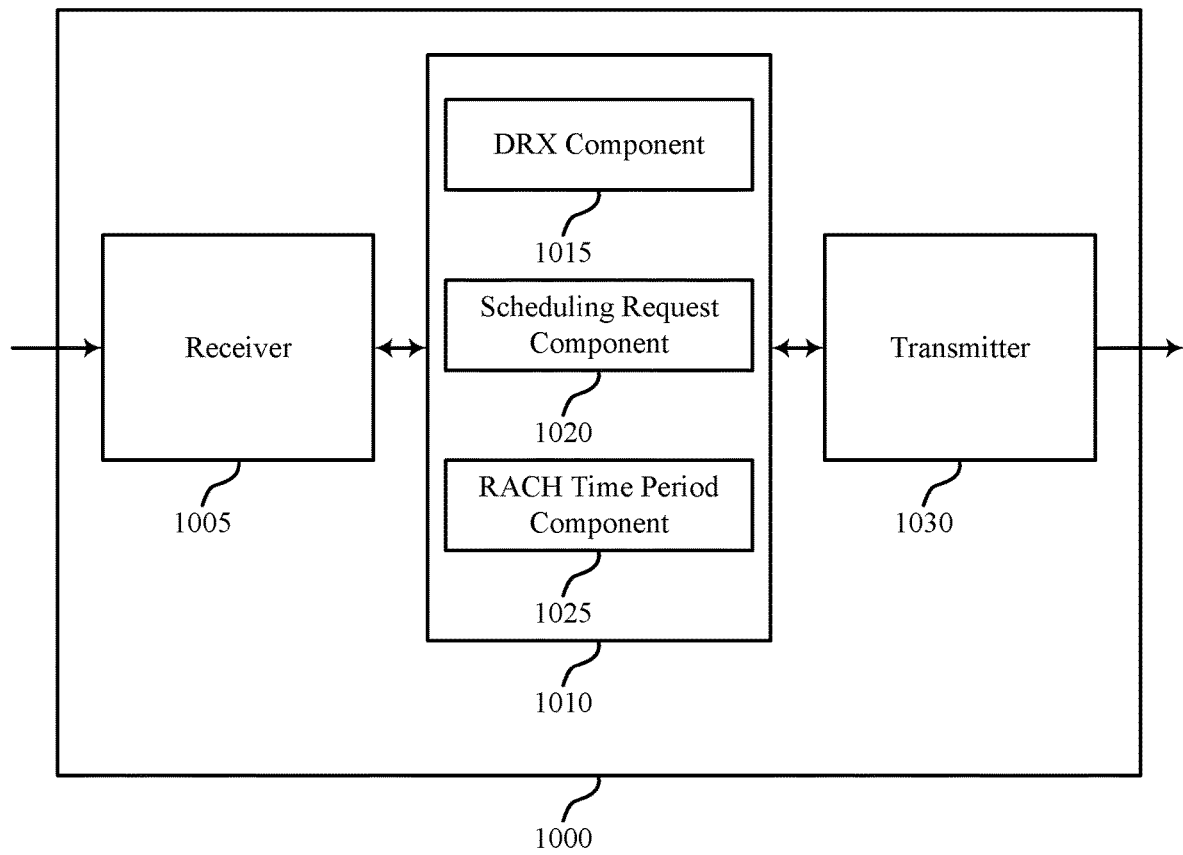 DRX Component
1015
Receiver
1005
Scheduling Request
Component
1020
Transmitter
1030
RACH Time Period
Component
1025
1010
1000